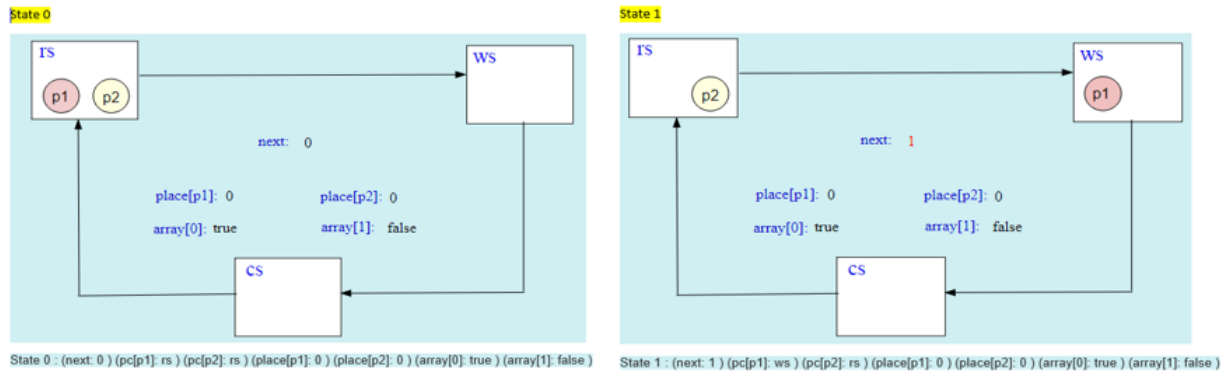 State 0
rs
ws
p1 p2
next: 0
place[p1]: 0 place[p2]: 0
array[0]: true array[1]: false
cs
State 0 : (next: 0 ) (pc[p1]: rs ) (pc[p2]: rs ) (place[p1]: 0 ) (place[p2]: 0 ) (array[0]: true ) (array[1]: false )
State 1
rs
ws
p2
p1
next: 1
place[p1]: 0 place[p2]: 0
array[0]: true array[1]: false
cs
State 1 : (next: 1 ) (pc[p1]: ws ) (pc[p2]: rs ) (place[p1]: 0 ) (place[p2]: 0 ) (array[0]: true ) (array[1]: false )